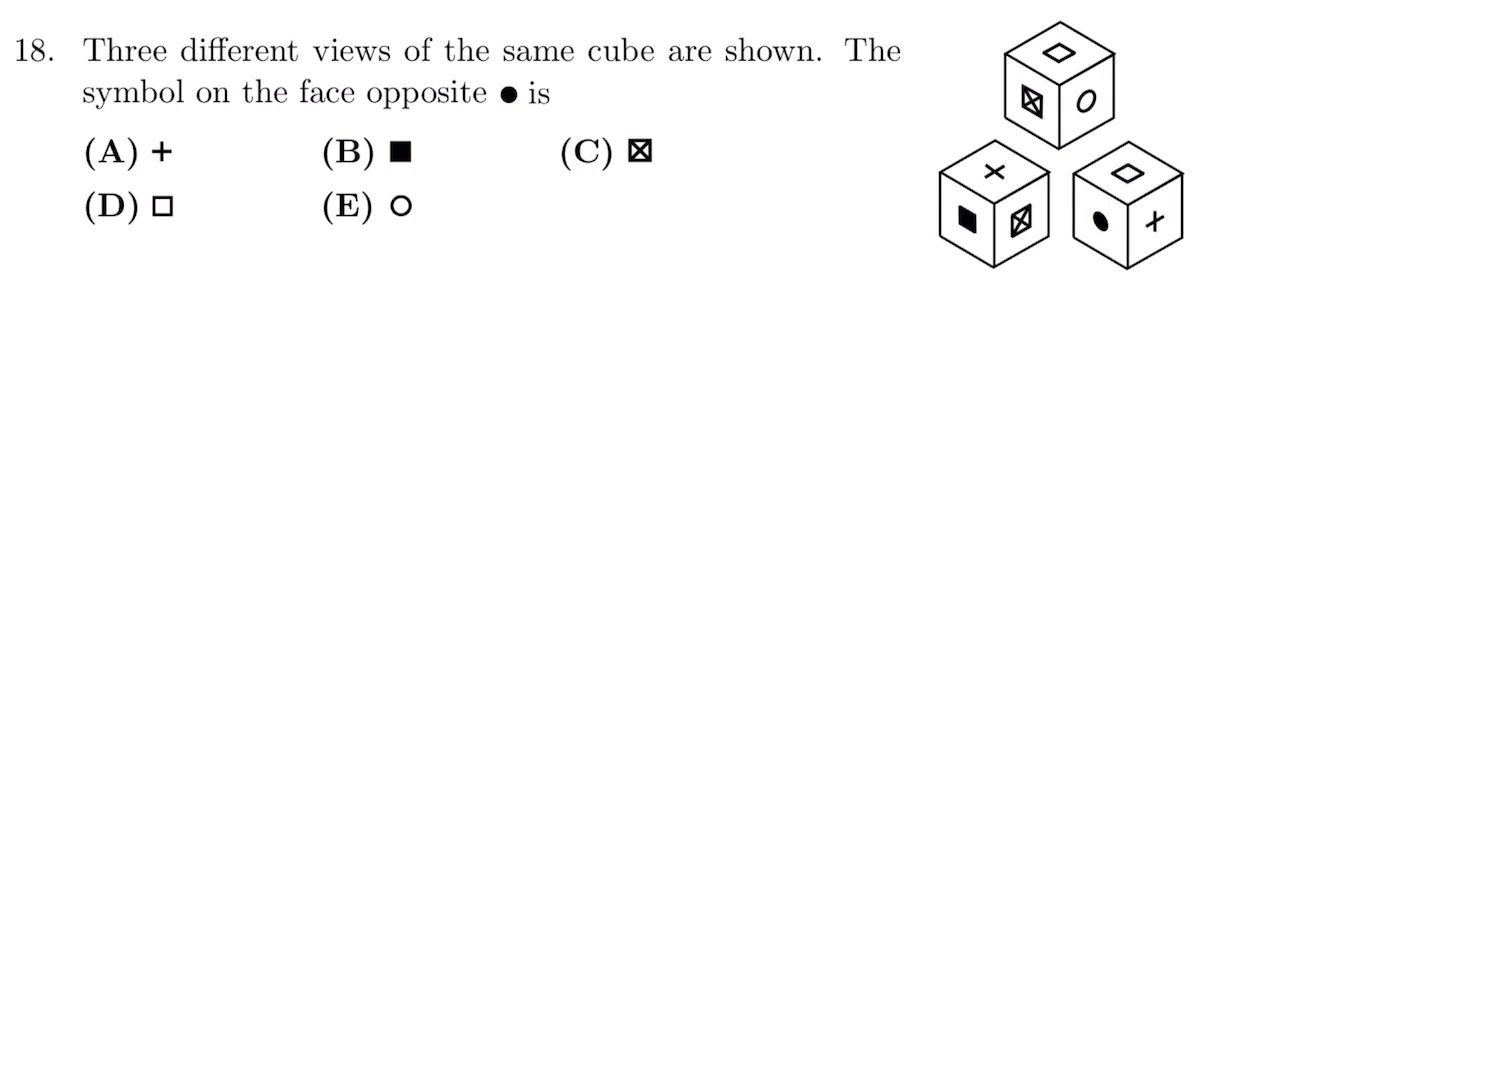 18. Three different views of the same cube are shown. The
symbol on the face opposite ● is
(A) + (B) ■ (C) ⊠
(D) □ (E) ○